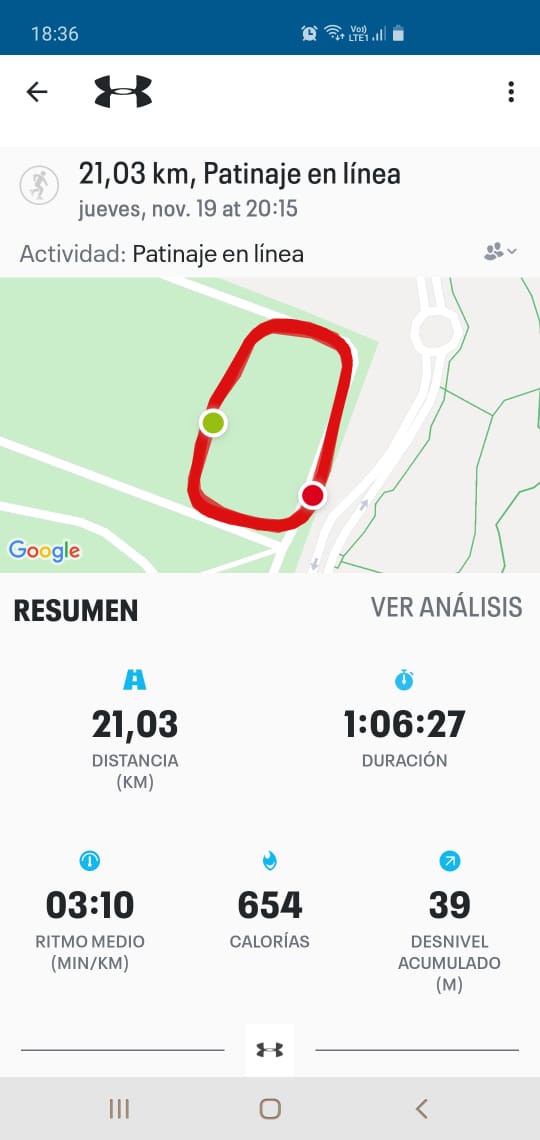 18:36
Vo))
LTE1
21,03 km, Patinaje en línea
jueves, nov. 19 at 20:15
Actividad: Patinaje en línea
Google
RESUMEN
VER ANÁLISIS
21,03
1:06:27
DISTANCIA
(KM)
DURACIÓN
03:10
654
39
RITMO MEDIO
(MIN/KM)
CALORÍAS
DESNIVEL
ACUMULADO
(M)